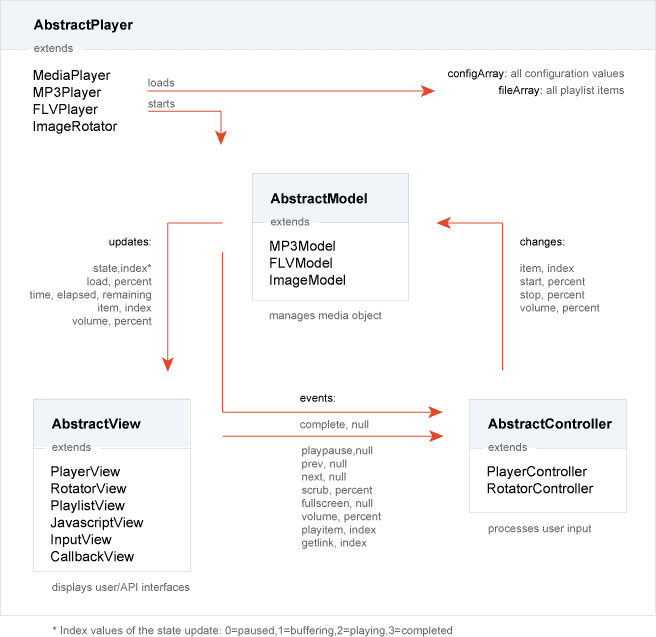 AbstractPlayer
extends
MediaPlayer
MP3Player
FLVPlayer
ImageRotator
loads
starts
configArray: all configuration values
fileArray: all playlist items
AbstractModel
extends
MP3Model
FLVModel
ImageModel
manages media object
updates:
state,index*
load, percent
time, elapsed, remaining
item, index
volume, percent
changes:
item, index
start, percent
stop, percent
volume, percent
AbstractView
extends
PlayerView
RotatorView
PlaylistView
JavascriptView
InputView
CallbackView
displays user/API interfaces
events:
complete, null
playpause,null
prev, null
next, null
scrub, percent
fullscreen, null
volume, percent
playitem, index
getlink, index
AbstractController
extends
PlayerController
RotatorController
processes user input
* Index values of the state update: 0=paused,1=buffering,2=playing,3=completed